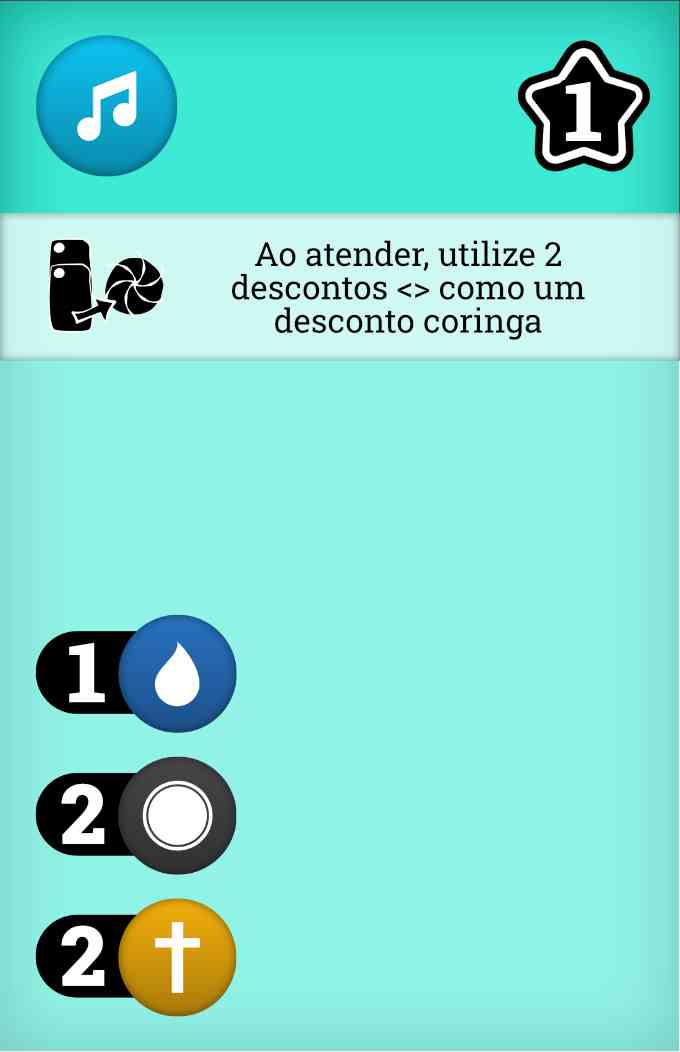 1
Ao atender, utilize 2
descontos <> como um
desconto coringa
1
2
2